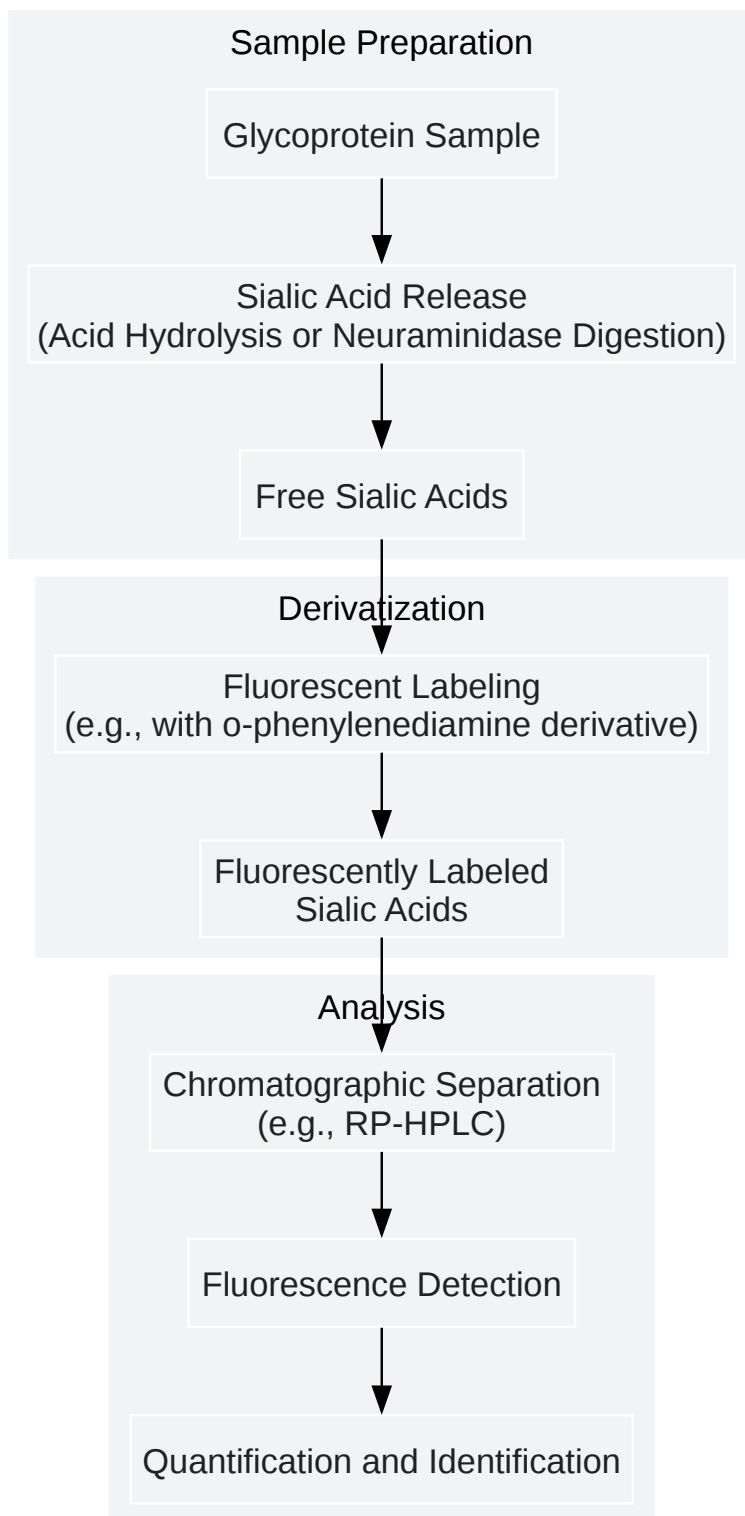 Sample Preparation
Glycoprotein Sample
Sialic Acid Release
(Acid Hydrolysis or Neuraminidase Digestion)
Free Sialic Acids
Derivatization
Fluorescent Labeling
(e.g., with o-phenylenediamine derivative)
Fluorescently Labeled
Sialic Acids
Analysis
Chromatographic Separation
(e.g., RP-HPLC)
Fluorescence Detection
Quantification and Identification